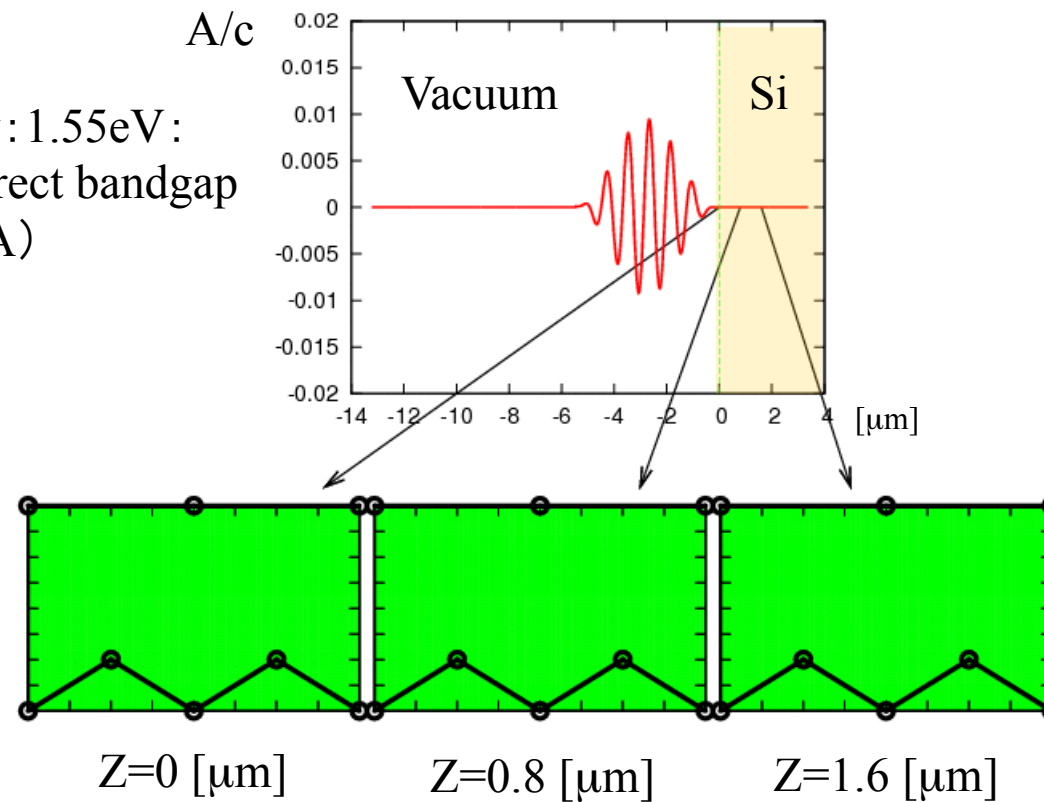 A/c
:1.55eV:
rect bandgap
A)
Vacuum
Si
0.02
0.015
0.01
0.005
0
-0.005
-0.01
-0.015
-0.02
-14 -12 -10 -8 -6 -4 -2 0 2 4 [μm]
Z=0 [μm] Z=0.8 [μm] Z=1.6 [μm]